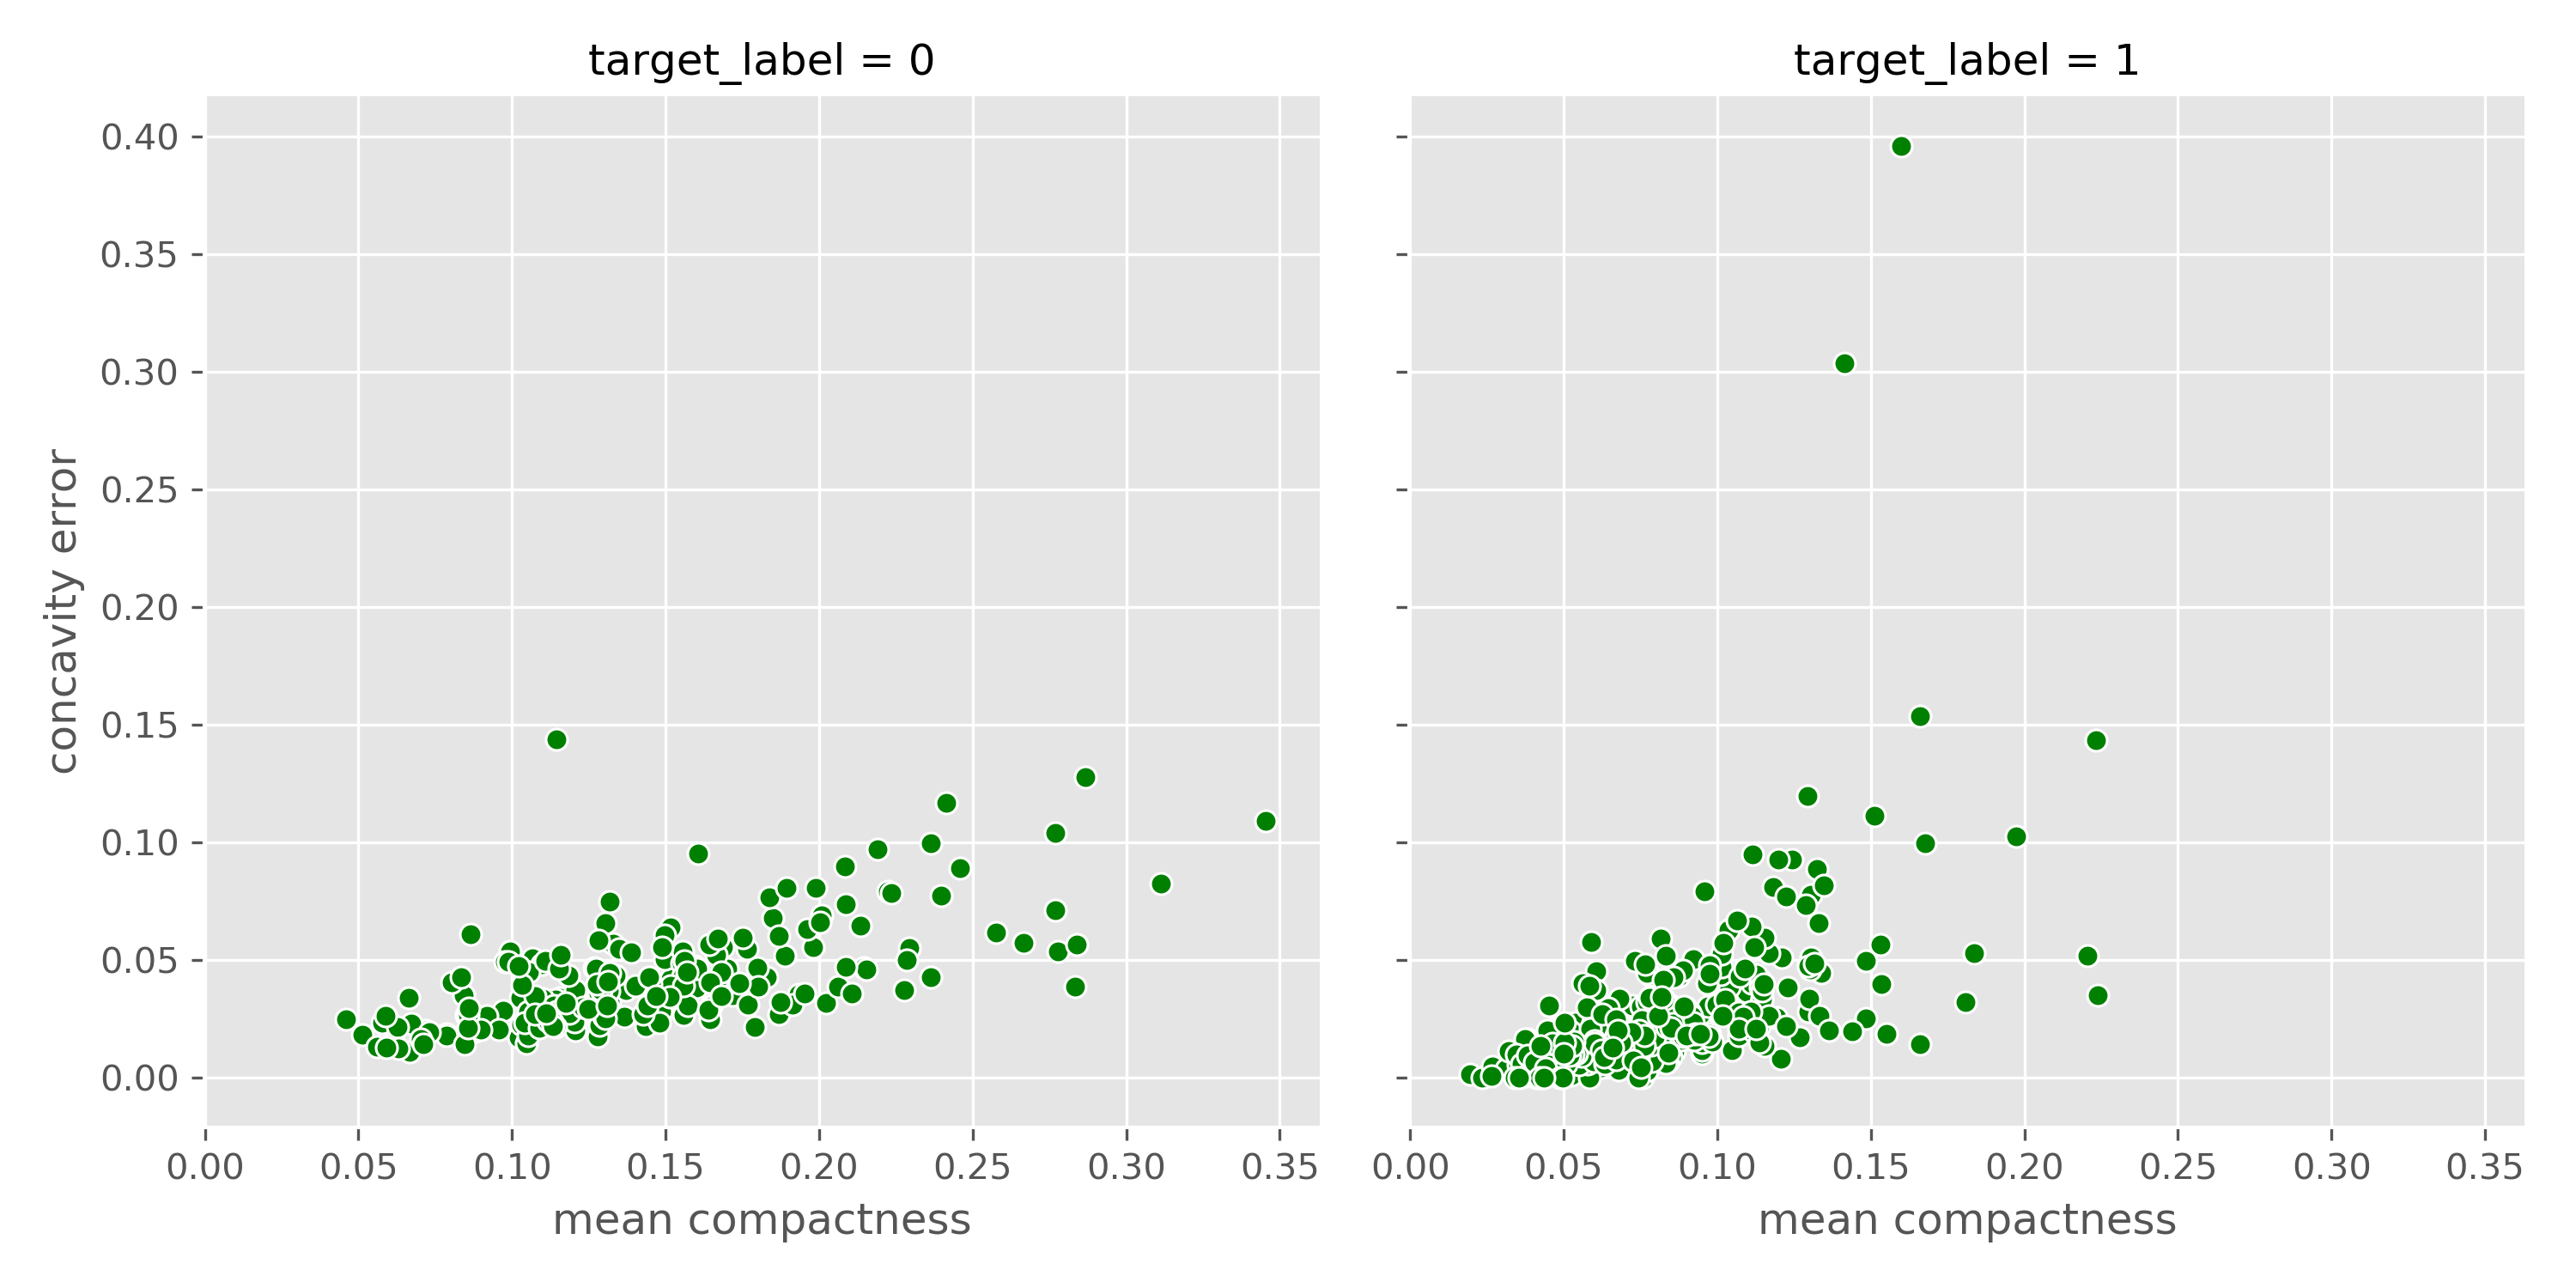 target_label = 0
target_label = 1
0.40
0.35
0.30
0.25
0.20
0.15
0.10
0.05
0.00
concavity error
0.00 0.05 0.10 0.15 0.20 0.25 0.30 0.35
0.00 0.05 0.10 0.15 0.20 0.25 0.30 0.35
mean compactness
mean compactness